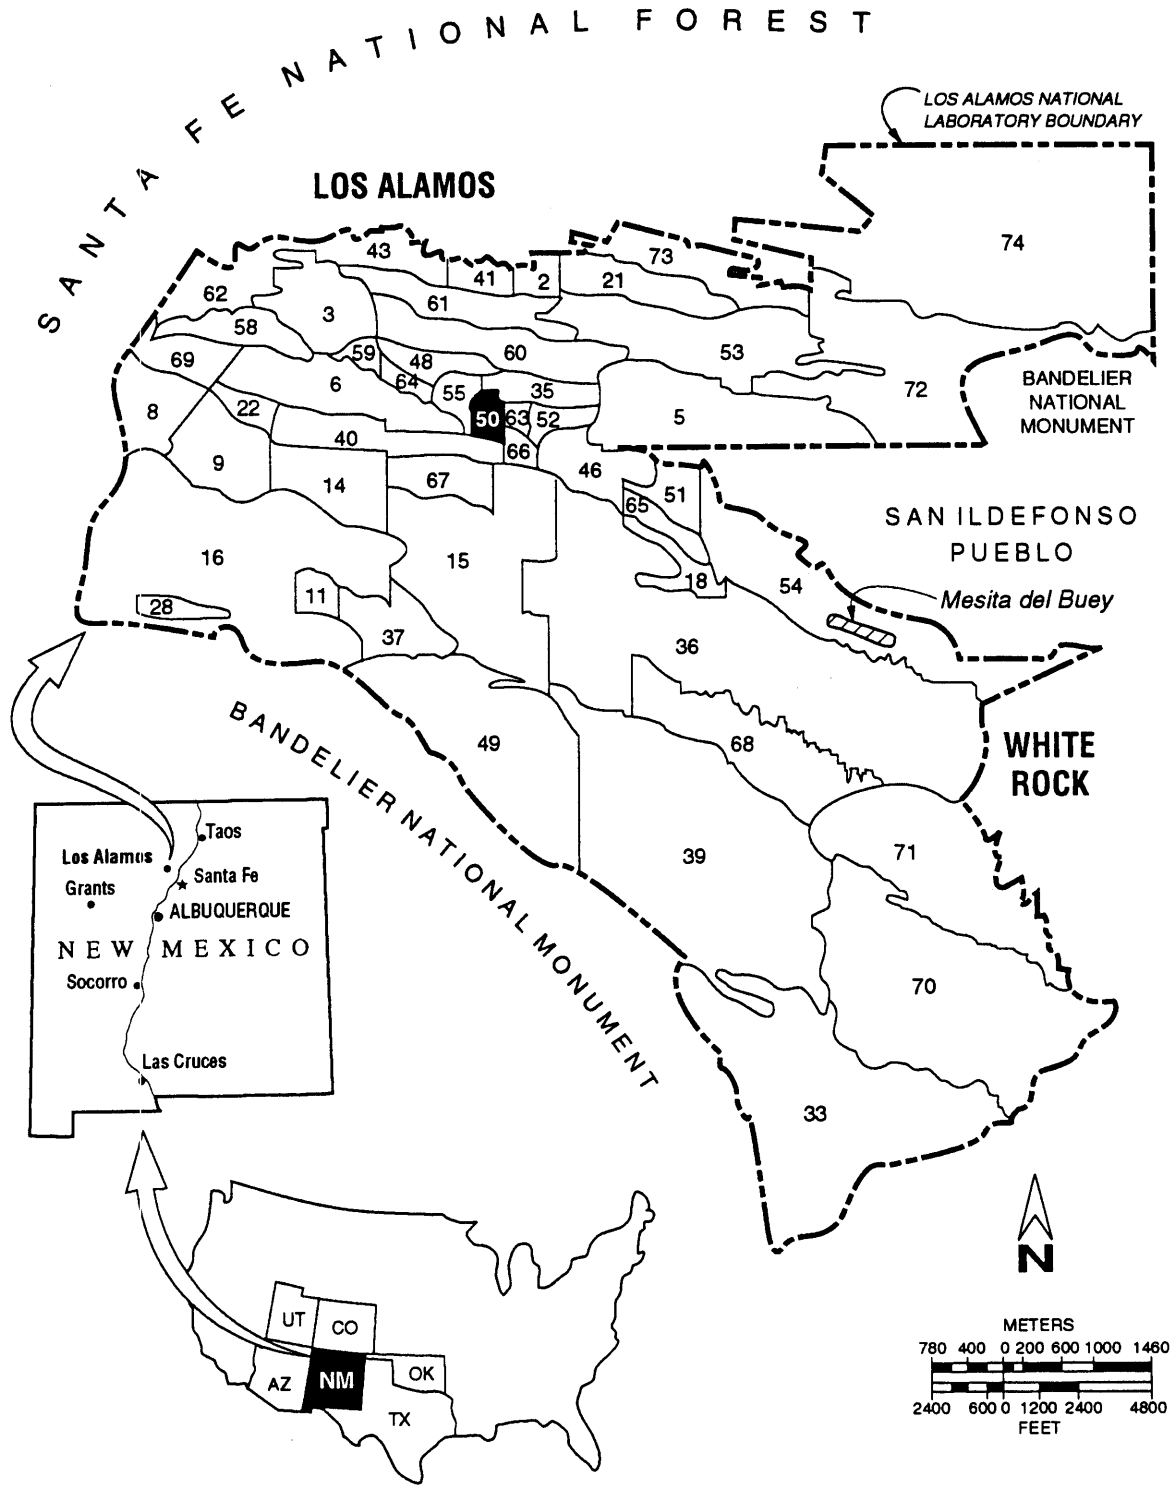 SANTA FE NATIONAL FOREST
LOS ALAMOS NATIONAL
LABORATORY BOUNDARY
LOS ALAMOS
74
73
43
41
2
21
62
3
61
58
59
48
60
53
69
6
64
55
35
72
BANDELIER
NATIONAL
MONUMENT
8
22
50
63
52
5
40
66
9
14
67
46
51
65
SAN ILDEFONSO
PUEBLO
16
15
18
54
Mesita del Buey
28
11
37
36
BANDELIER NATIONAL MONUMENT
49
68
WHITE
ROCK
39
71
70
33
Taos
Los Alamos
Santa Fe
Grants
ALBUQUERQUE
NEW MEXICO
Socorro
Las Cruces
N
UT
CO
AZ
NM
OK
TX
METERS
780 400 0 200 600 1000 1460
2400 600 0 1200 2400 4800
FEET